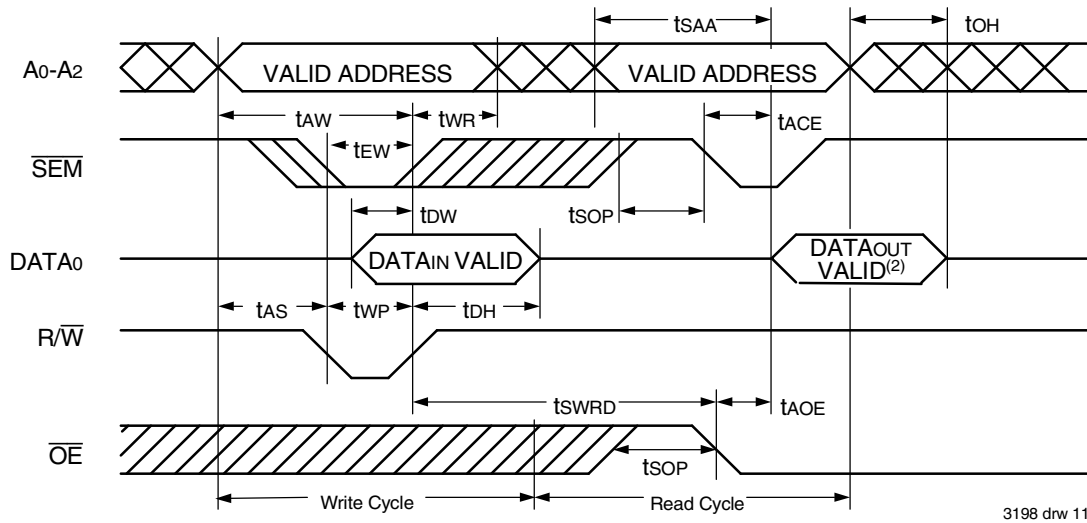 tSAA
tOH
A0-A2
VALID ADDRESS
VALID ADDRESS
tAW
tWR
tACE
tEW
SEM
tDW
tSOP
DATA0
DATAIN VALID
DATAOUT
VALID(2)
tAS
tWP
tDH
R/W
tSWRD
tAOE
OE
tSOP
Write Cycle
Read Cycle
3198 drw 11